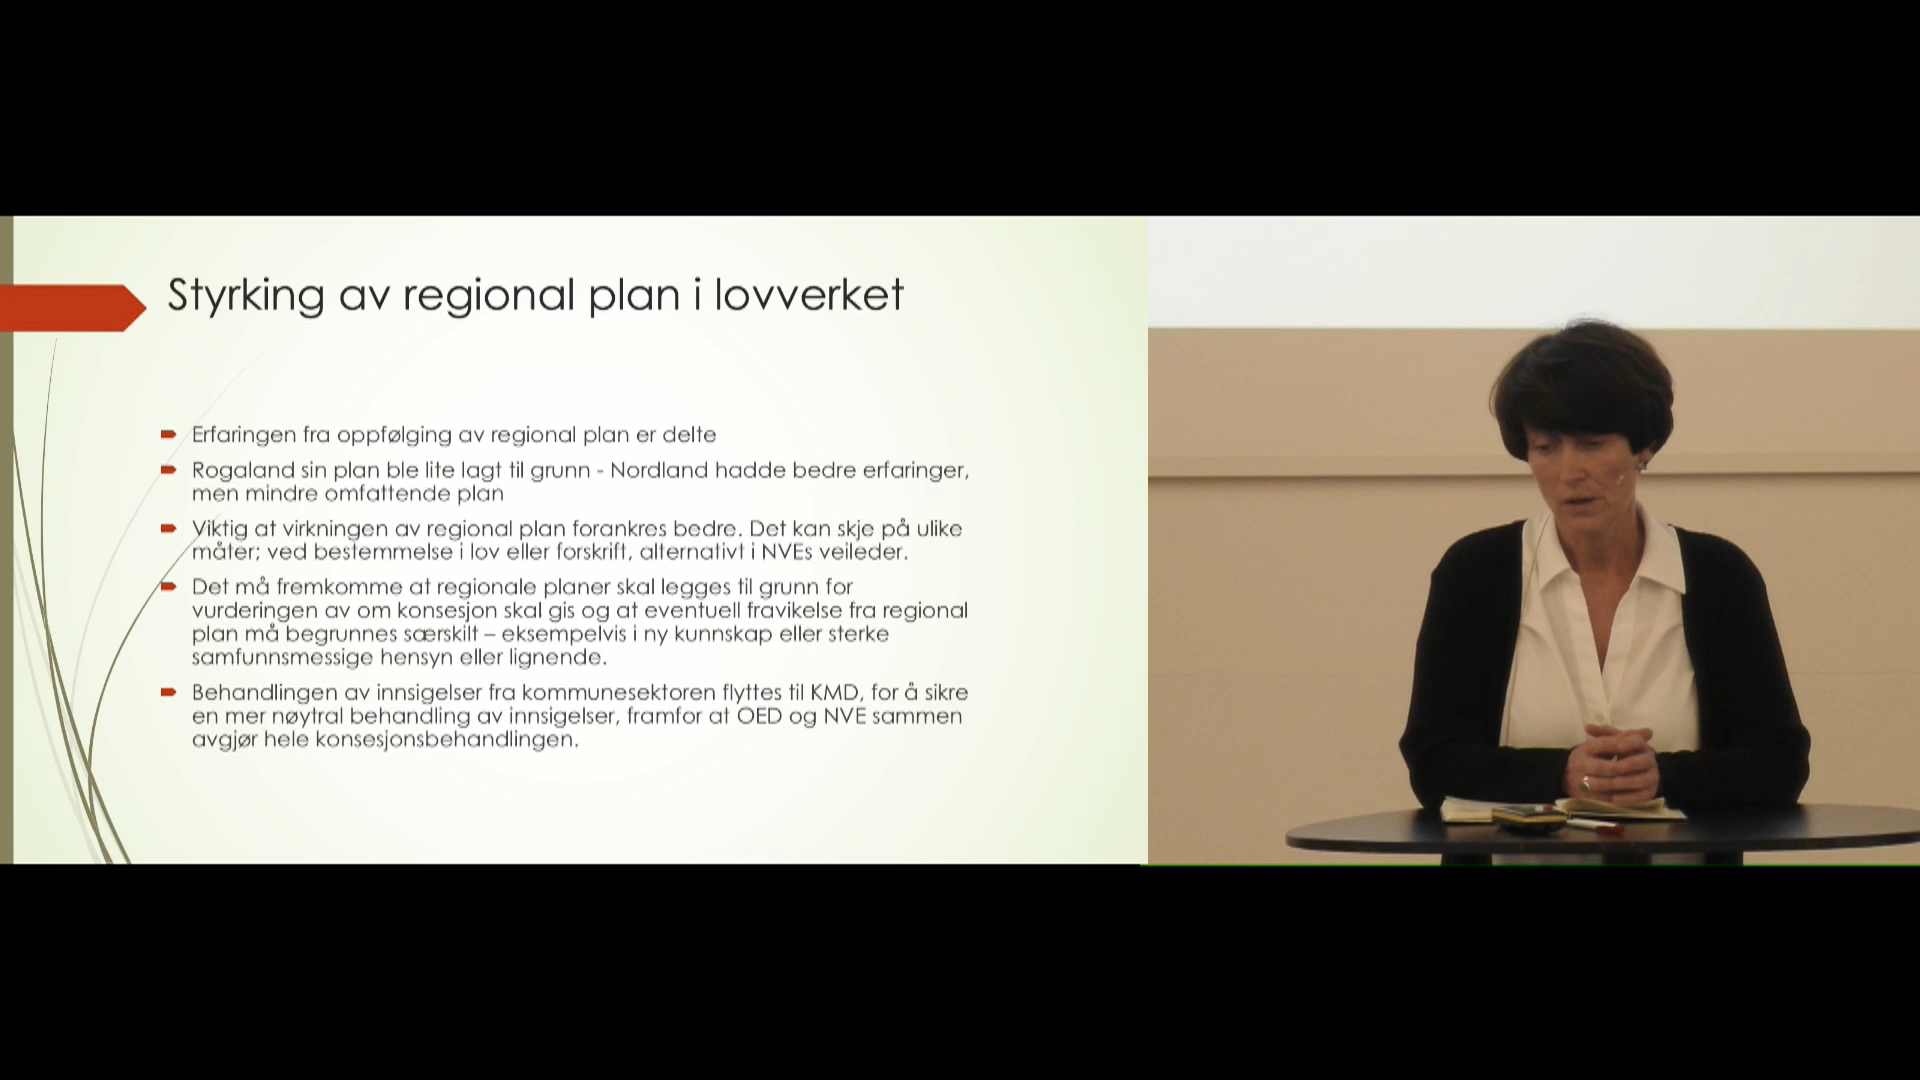 Styrking av regional plan i lovverket
Erfaringen fra oppfølging av regional plan er delte
Rogaland sin plan ble lite lagt til grunn - Nordland hadde bedre erfaringer,
men mindre omfattende plan
Viktig at virkningen av regional plan forankres bedre. Det kan skje på ulike
måter; ved bestemmelse i lov eller forskrift, alternativt i NVEs veileder.
Det må fremkomme at regionale planer skal legges til grunn for
vurderingen av om konsesjon skal gis og at eventuell fravikelse fra regional
plan må begrunnes særskilt – eksempelvis i ny kunnskap eller sterke
samfunnsmessige hensyn eller lignende.
Behandlingen av innsigelser fra kommunesektoren flyttes til KMD, for å sikre
en mer nøytral behandling av innsigelser, framfor at OED og NVE sammen
avgjør hele konsesjonsbehandlingen.